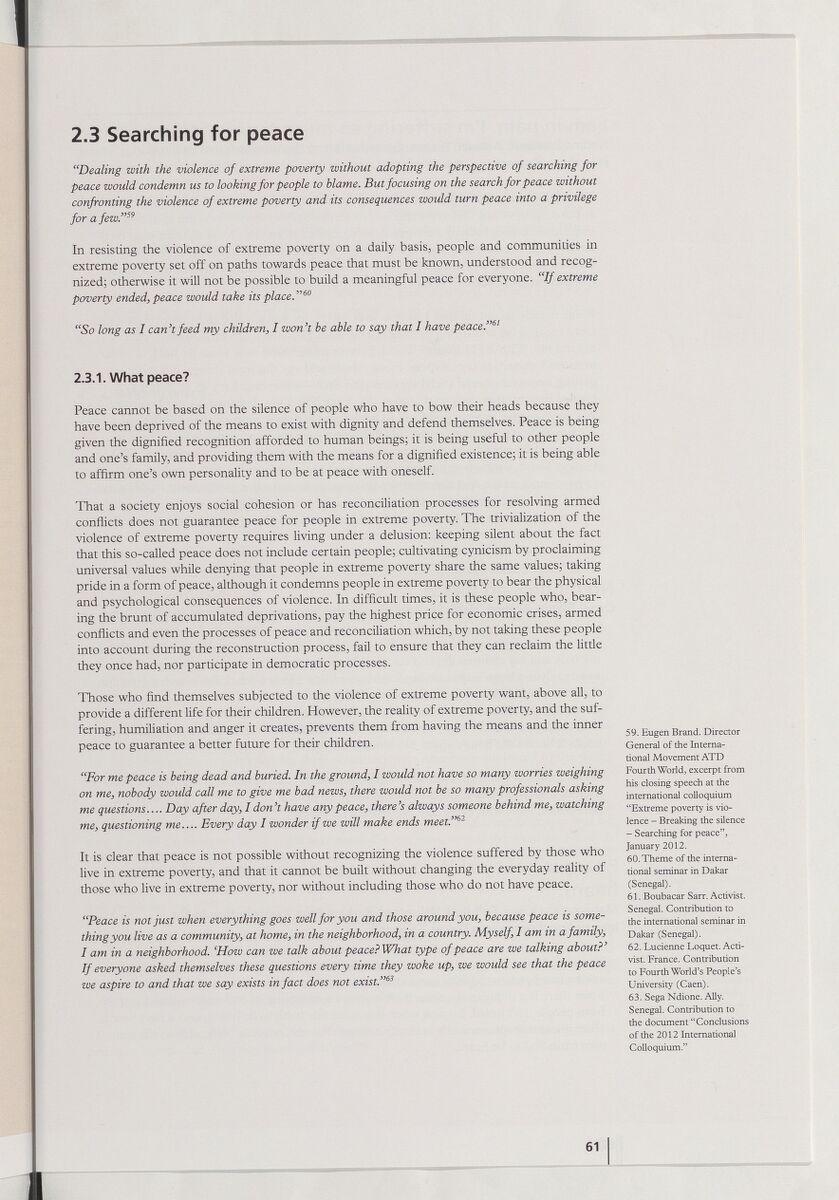 2.3 Searching for peace
“Dealing with the violence of extreme poverty without adopting the perspective of searching for
peace would condemn us to looking for people to blame. But focusing on the search for peace without
confronting the violence of extreme poverty and its consequences would turn peace into a privilege
for a few.”59
In resisting the violence of extreme poverty on a daily basis, people and communities in
extreme poverty set off on paths towards peace that must be known, understood and recog-
nized; otherwise it will not be possible to build a meaningful peace for everyone. “If extreme
poverty ended, peace would take its place.”60
“So long as I can’t feed my children, I won’t be able to say that I have peace.”61
2.3.1. What peace?
Peace cannot be based on the silence of people who have to bow their heads because they
have been deprived of the means to exist with dignity and defend themselves. Peace is being
given the dignified recognition afforded to human beings; it is being useful to other people
and one’s family, and providing them with the means for a dignified existence; it is being able
to affirm one’s own personality and to be at peace with oneself.
That a society enjoys social cohesion or has reconciliation processes for resolving armed
conflicts does not guarantee peace for people in extreme poverty. The trivialization of the
violence of extreme poverty requires living under a delusion: keeping silent about the fact
that this so-called peace does not include certain people; cultivating cynicism by proclaiming
universal values while denying that people in extreme poverty share the same values; taking
pride in a form of peace, although it condemns people in extreme poverty to bear the physical
and psychological consequences of violence. In difficult times, it is these people who, bear-
ing the brunt of accumulated deprivations, pay the highest price for economic crises, armed
conflicts and even the processes of peace and reconciliation which, by not taking these people
into account during the reconstruction process, fail to ensure that they can reclaim the little
they once had, nor participate in democratic processes.
Those who find themselves subjected to the violence of extreme poverty want, above all, to
provide a different life for their children. However, the reality of extreme poverty, and the suf-
fering, humiliation and anger it creates, prevents them from having the means and the inner
peace to guarantee a better future for their children.
“For me peace is being dead and buried. In the ground, I would not have so many worries weighing
on me, nobody would call me to give me bad news, there would not be so many professionals asking
me questions.... Day after day, I don’t have any peace, there’s always someone behind me, watching
me, questioning me.... Every day I wonder if we will make ends meet.”62
It is clear that peace is not possible without recognizing the violence suffered by those who
live in extreme poverty, and that it cannot be built without changing the everyday reality of
those who live in extreme poverty, nor without including those who do not have peace.
“Peace is not just when everything goes well for you and those around you, because peace is some-
thing you live as a community, at home, in the neighborhood, in a country. Myself, I am in a family,
I am in a neighborhood. ‘How can we talk about peace? What type of peace are we talking about?’
If everyone asked themselves these questions every time they woke up, we would see that the peace
we aspire to and that we say exists in fact does not exist.”63
59. Eugen Brand. Director
General of the Interna-
tional Movement ATD
Fourth World, excerpt from
his closing speech at the
international colloquium
“Extreme poverty is vio-
lence – Breaking the silence
– Searching for peace”,
January 2012.
60. Theme of the interna-
tional seminar in Dakar
(Senegal).
61. Boubacar Sarr. Activist.
Senegal. Contribution to
the international seminar in
Dakar (Senegal).
62. Lucienne Loquet. Acti-
vist. France. Contribution
to Fourth World’s People’s
University (Caen).
63. Sega Ndione. Ally.
Senegal. Contribution to
the document “Conclusions
of the 2012 International
Colloquium.”
61